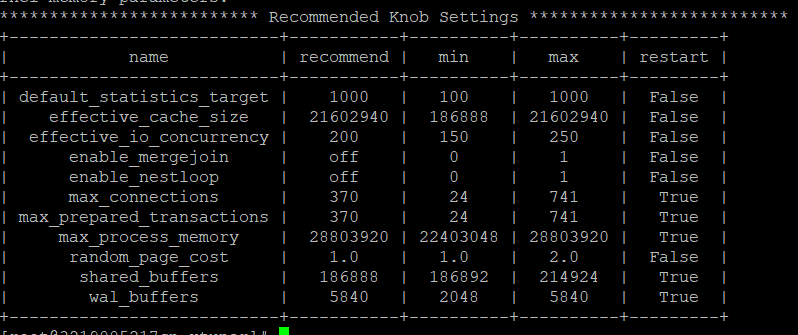 ************************** Recommended Knob Settings **************************
+---------------------------+-----------+----------+----------+---------+
| name | recommend | min | max | restart |
+---------------------------+-----------+----------+----------+---------+
| default_statistics_target | 1000 | 100 | 1000 | False |
| effective_cache_size | 21602940 | 186888 | 21602940 | False |
| effective_io_concurrency | 200 | 150 | 250 | False |
| enable_mergejoin | off | 0 | 1 | False |
| enable_nestloop | off | 0 | 1 | False |
| max_connections | 370 | 24 | 741 | True |
| max_prepared_transactions | 370 | 24 | 741 | True |
| max_process_memory | 28803920 | 22403048 | 28803920 | True |
| random_page_cost | 1.0 | 1.0 | 2.0 | False |
| shared_buffers | 186888 | 186892 | 214924 | True |
| wal_buffers | 5840 | 2048 | 5840 | True |
+---------------------------+-----------+----------+----------+---------+